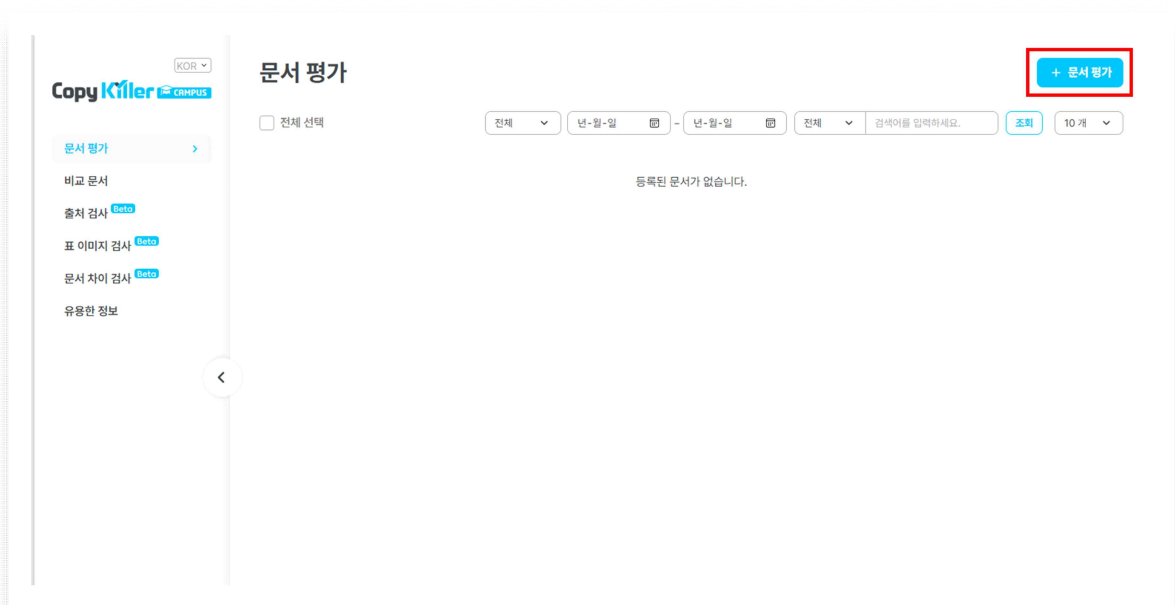 KOR
Copy Killer CAMPUS
문서 평가
비교 문서
출처 검사 Beta
표 이미지 검사 Beta
문서 차이 검사 Beta
유용한 정보
문서 평가
+ 문서 평가
전체 선택
전체 년-월-일 - 년-월-일 전체 검색어를 입력하세요. 조회 10 개
등록된 문서가 없습니다.